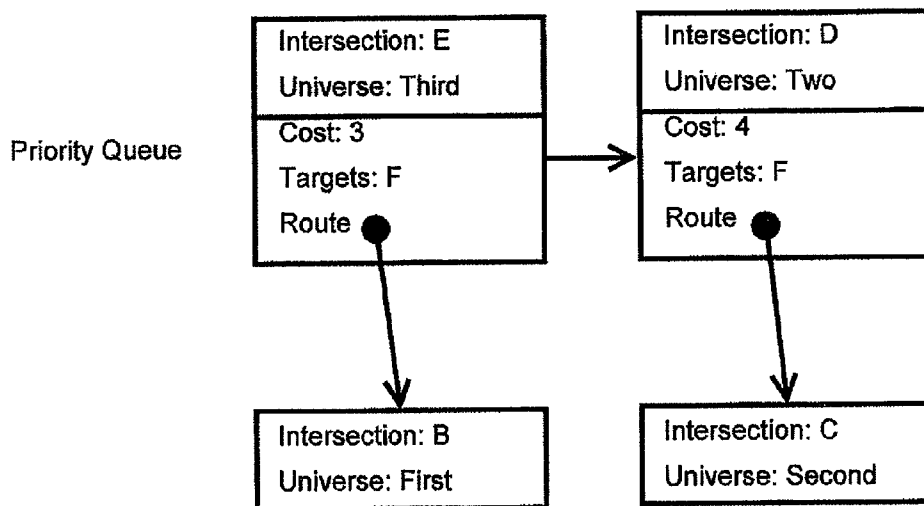 Priority Queue
Intersection: E
Universe: Third
Cost: 3
Targets: F
Route
Intersection: D
Universe: Two
Cost: 4
Targets: F
Route
Intersection: B
Universe: First
Intersection: C
Universe: Second